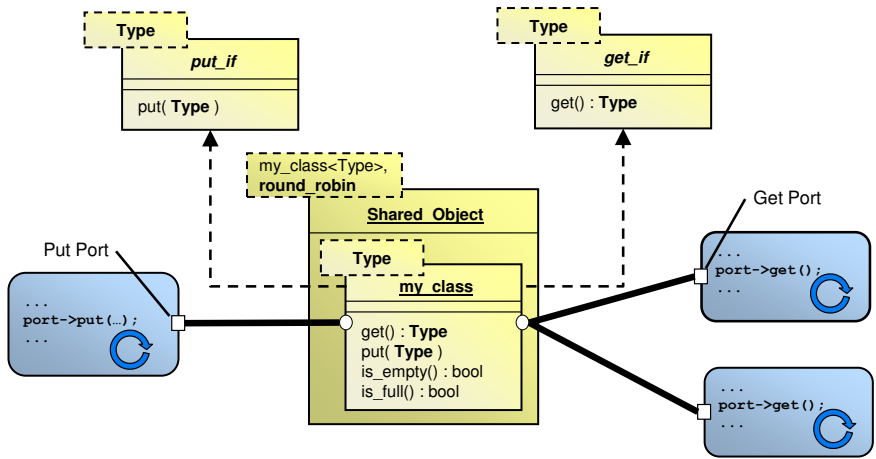 Type
put_if
put( Type )
Type
get_if
get() : Type
my_class<Type>,
round_robin
Shared_Object
Type
my_class
get() : Type
put( Type )
is_empty() : bool
is_full() : bool
Put Port
...
port->put(…);
...
Get Port
...
port->get();
...
...
port->get();
...